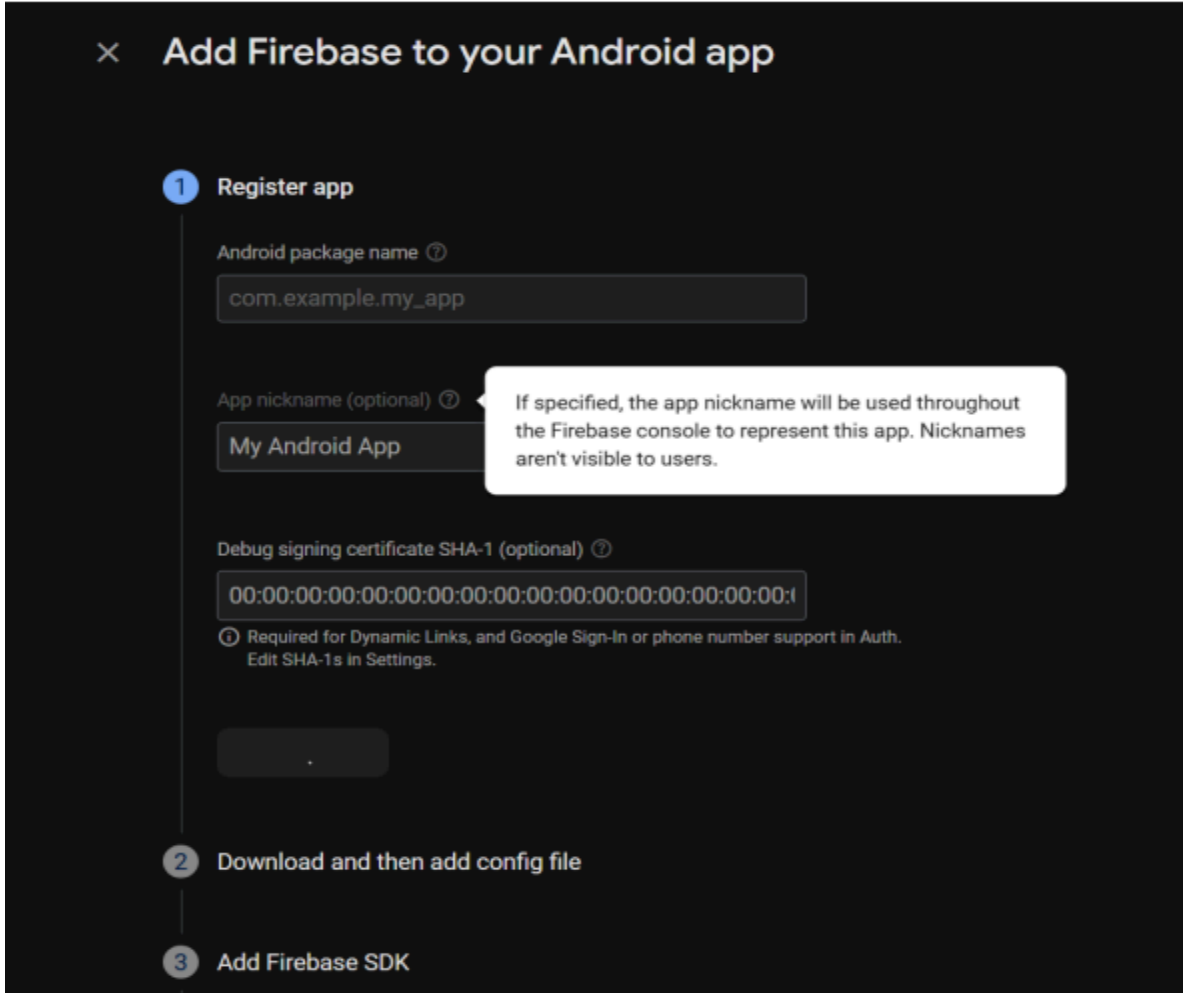 Add Firebase to your Android app
1
Register app
Android package name
com.example.my_app
App nickname (optional)
If specified, the app nickname will be used throughout
the Firebase console to represent this app. Nicknames
aren't visible to users.
My Android App
Debug signing certificate SHA-1 (optional)
00:00:00:00:00:00:00:00:00:00:00:00:00:00:00:00:
Required for Dynamic Links, and Google Sign-In or phone number support in Auth.
Edit SHA-1s in Settings.
2
Download and then add config file
3
Add Firebase SDK